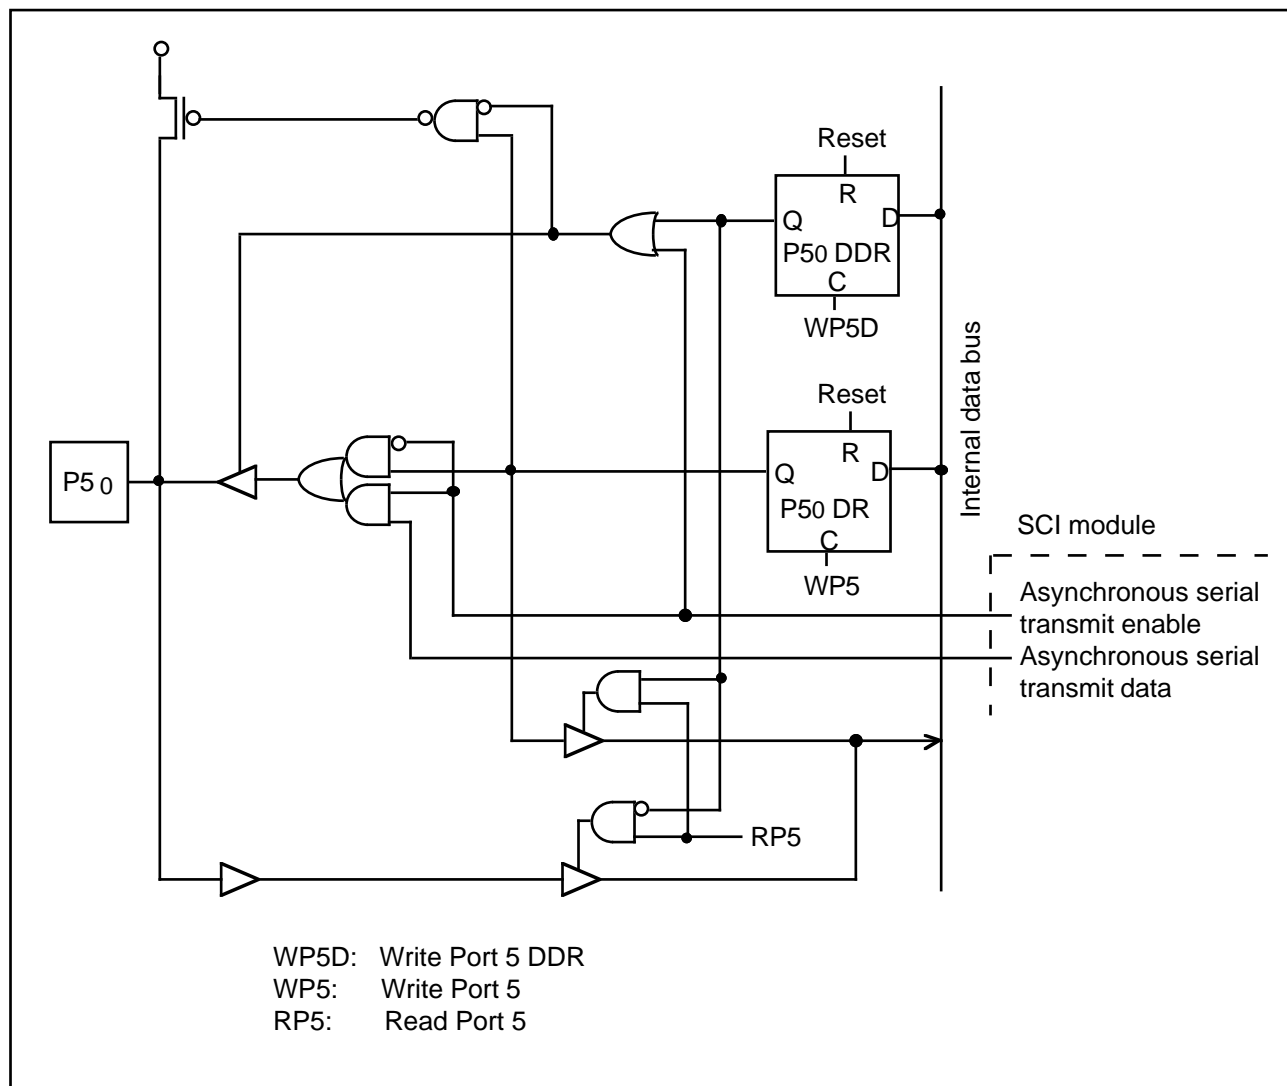 Reset
R
Q
D
P50 DDR
C
WP5D
Internal data bus
Reset
R
Q
D
P50 DR
C
WP5
P5 0
SCI module
Asynchronous serial
transmit enable
Asynchronous serial
transmit data
RP5
WP5D: Write Port 5 DDR
WP5: Write Port 5
RP5: Read Port 5